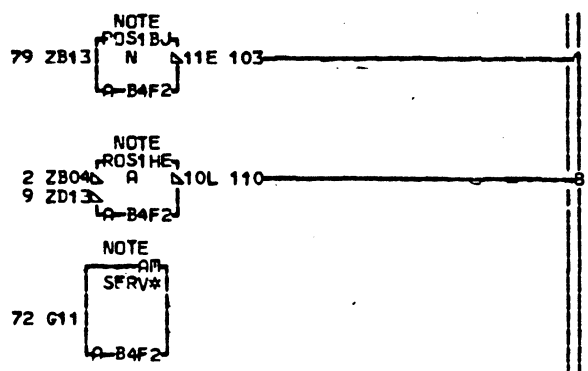 NOTE
ROS1BJ
79 ZB13 N 11E 103
A B4F2
NOTE
ROS1HE
2 ZB04 A 10L 110 8
9 ZD13
A B4F2
NOTE
AM
SERV*
72 G11
A B4F2